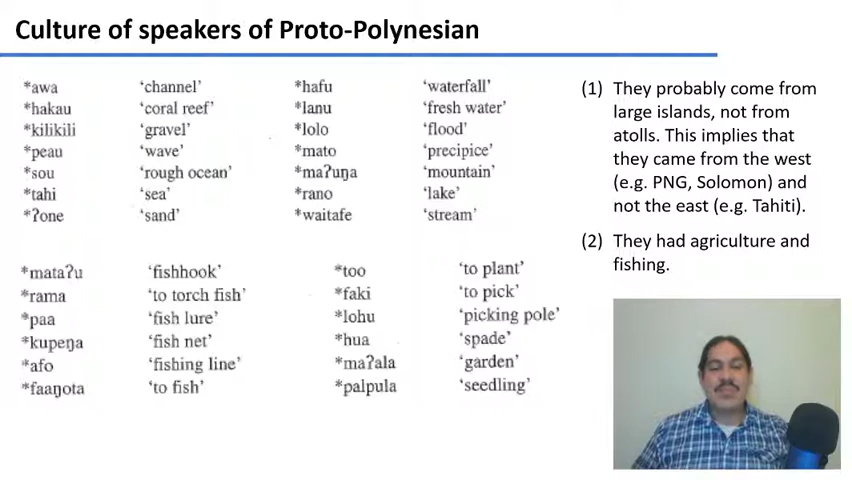 Culture of speakers of Proto-Polynesian
*awa ‘channel’ *hafu ‘waterfall’
*hakau ‘coral reef’ *lanu ‘fresh water’
*kilikili ‘gravel’ *lolo ‘flood’
*peau ‘wave’ *mato ‘precipice’
*sou ‘rough ocean’ *maʔuŋa ‘mountain’
*tahi ‘sea’ *rano ‘lake’
*ʔone ‘sand’ *waitafe ‘stream’
*mataʔu ‘fishhook’ *too ‘to plant’
*rama ‘to torch fish’ *faki ‘to pick’
*paa ‘fish lure’ *lohu ‘picking pole’
*kupeŋa ‘fish net’ *hua ‘spade’
*afo ‘fishing line’ *maʔala ‘garden’
*faaŋota ‘to fish’ *palpula ‘seedling’
(1) They probably come from
large islands, not from
atolls. This implies that
they came from the west
(e.g. PNG, Solomon) and
not the east (e.g. Tahiti).
(2) They had agriculture and
fishing.